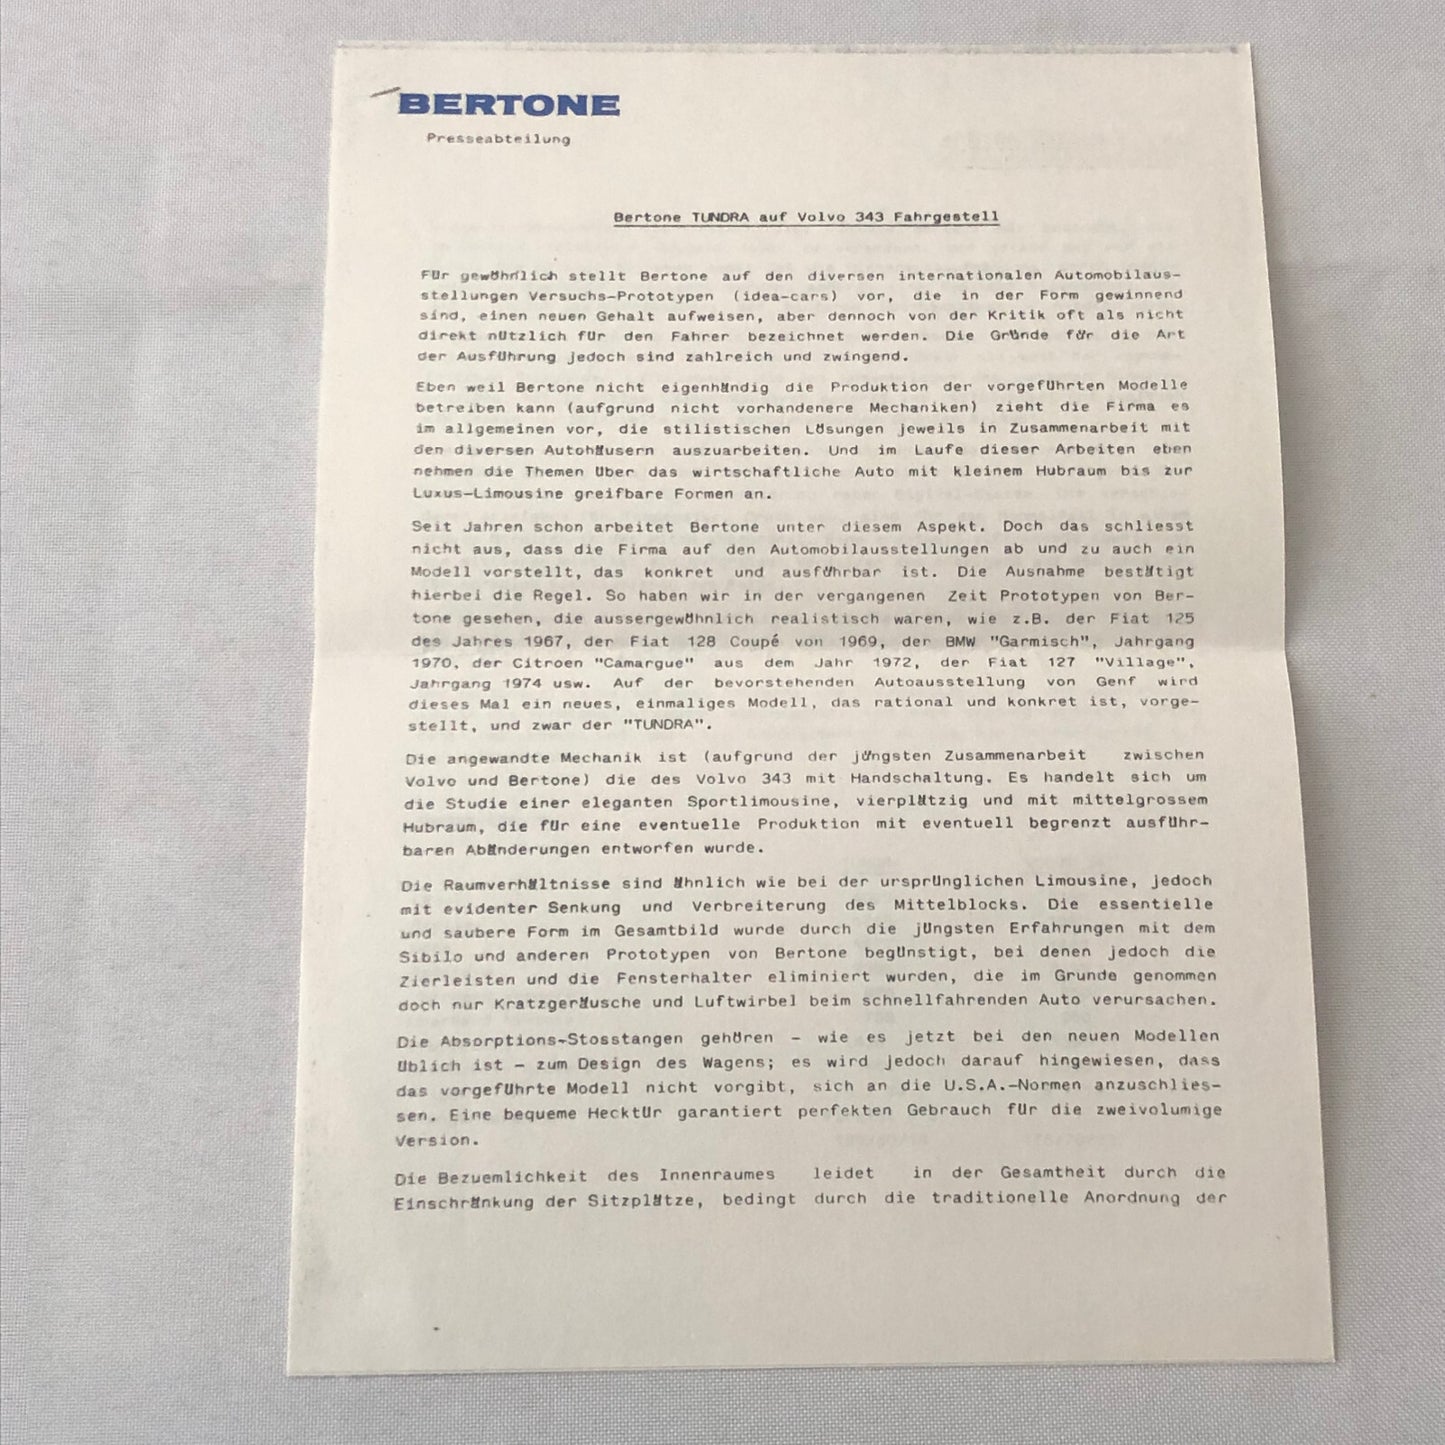 BERTONE
Presseabteilung
Bertone TUNDRA auf Volvo 343 Fahrgestell
Für gewöhnlich stellt Bertone auf den diversen internationalen Automobilaus-
stellungen Versuchs-Prototypen (idea-cars) vor, die in der Form gewinnend
sind, einen neuen Gehalt aufweisen, aber dennoch von der Kritik oft als nicht
direkt nützlich für den Fahrer bezeichnet werden. Die Gründe für die Art
der Ausführung jedoch sind zahlreich und zwingend.
Eben weil Bertone nicht eigenhändig die Produktion der vorgeführten Modelle
betreiben kann (aufgrund nicht vorhandenere Mechaniken) zieht die Firma es
im allgemeinen vor, die stilistischen Lösungen jeweils in Zusammenarbeit mit
den diversen Autohäusern auszuarbeiten. Und im Laufe dieser Arbeiten eben
nehmen die Themen über das wirtschaftliche Auto mit kleinem Hubraum bis zur
Luxus-Limousine greifbare Formen an.
Seit Jahren schon arbeitet Bertone unter diesem Aspekt. Doch das schliesst
nicht aus, dass die Firma auf den Automobilausstellungen ab und zu auch ein
Modell vorstellt, das konkret und ausführbar ist. Die Ausnahme bestätigt
hierbei die Regel. So haben wir in der vergangenen Zeit Prototypen von Ber-
tone gesehen, die aussergewöhnlich realistisch waren, wie z.B. der Fiat 125
des Jahres 1967, der Fiat 128 Coupé von 1969, der BMW "Garmisch", Jahrgang
1970, der Citroen "Camargue" aus dem Jahr 1972, der Fiat 127 "Village",
Jahrgang 1974 usw. Auf der bevorstehenden Autoausstellung von Genf wird
dieses Mal ein neues, einmaliges Modell, das rational und konkret ist, vorge-
stellt, und zwar der "TUNDRA".
Die angewandte Mechanik ist (aufgrund der jüngsten Zusammenarbeit zwischen
Volvo und Bertone) die des Volvo 343 mit Handschaltung. Es handelt sich um
die Studie einer eleganten Sportlimousine, vierplätzig und mit mittelgrossem
Hubraum, die für eine eventuelle Produktion mit eventuell begrenzt ausführ-
baren Abänderungen entworfen wurde.
Die Raumverhältnisse sind ähnlich wie bei der ursprünglichen Limousine, jedoch
mit evidenter Senkung und Verbreiterung des Mittelblocks. Die essentielle
und saubere Form im Gesamtbild wurde durch die jüngsten Erfahrungen mit dem
Sibilo und anderen Prototypen von Bertone begünstigt, bei denen jedoch die
Zierleisten und die Fensterhalter eliminiert wurden, die im Grunde genommen
doch nur Kratzgeräusche und Luftwirbel beim schnellfahrenden Auto verursachen.
Die Absorptions-Stosstangen gehören - wie es jetzt bei den neuen Modellen
üblich ist - zum Design des Wagens; es wird jedoch darauf hingewiesen, dass
das vorgeführte Modell nicht vorgibt, sich an die U.S.A.-Normen anzuschlies-
sen. Eine bequeme Hecktür garantiert perfekten Gebrauch für die zweivolumige
Version.
Die Bezuemlichkeit des Innenraumes leidet in der Gesamtheit durch die
Einschränkung der Sitzplätze, bedingt durch die traditionelle Anordnung der